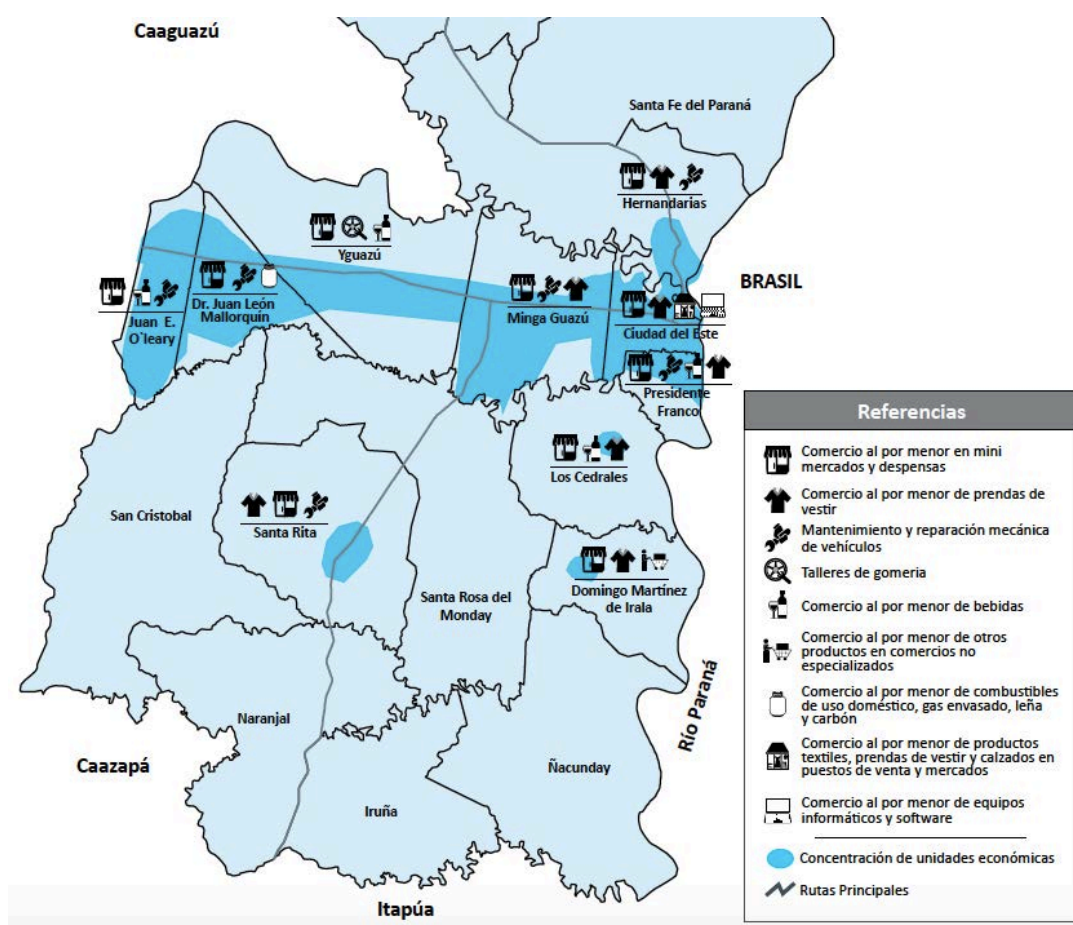 Caaguazú
Santa Fe del Paraná
Hernandarias
Yguazú
BRASIL
Dr. Juan León
Mallorquín
Juan E.
O`leary
Minga Guazú
Ciudad del Este
Presidente
Franco
Los Cedrales
San Cristobal
Santa Rita
Domingo Martínez
de Irala
Santa Rosa del
Monday
Río Paraná
Naranjal
Caazapá
Ñacunday
Iruña
Itapúa
Referencias
Comercio al por menor en mini
mercados y despensas
Comercio al por menor de prendas de
vestir
Mantenimiento y reparación mecánica
de vehículos
Talleres de gomeria
Comercio al por menor de bebidas
Comercio al por menor de otros
productos en comercios no
especializados
Comercio al por menor de combustibles
de uso doméstico, gas envasado, leña
y carbón
Comercio al por menor de productos
textiles, prendas de vestir y calzados en
puestos de venta y mercados
Comercio al por menor de equipos
informáticos y software
Concentración de unidades económicas
Rutas Principales